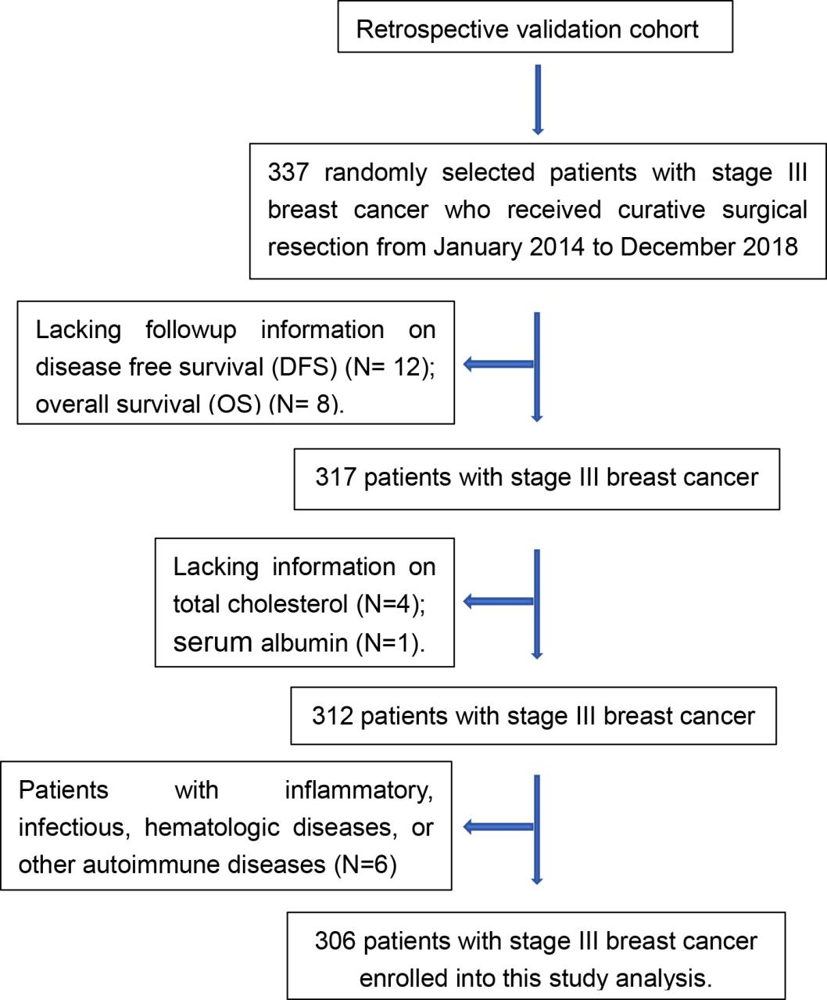 Retrospective validation cohort
337 randomly selected patients with stage III
breast cancer who received curative surgical
resection from January 2014 to December 2018
Lacking followup information on
disease free survival (DFS) (N= 12);
overall survival (OS) (N= 8).
317 patients with stage III breast cancer
Lacking information on
total cholesterol (N=4);
serum albumin (N=1).
312 patients with stage III breast cancer
Patients with inflammatory,
infectious, hematologic diseases, or
other autoimmune diseases (N=6)
306 patients with stage III breast cancer
enrolled into this study analysis.